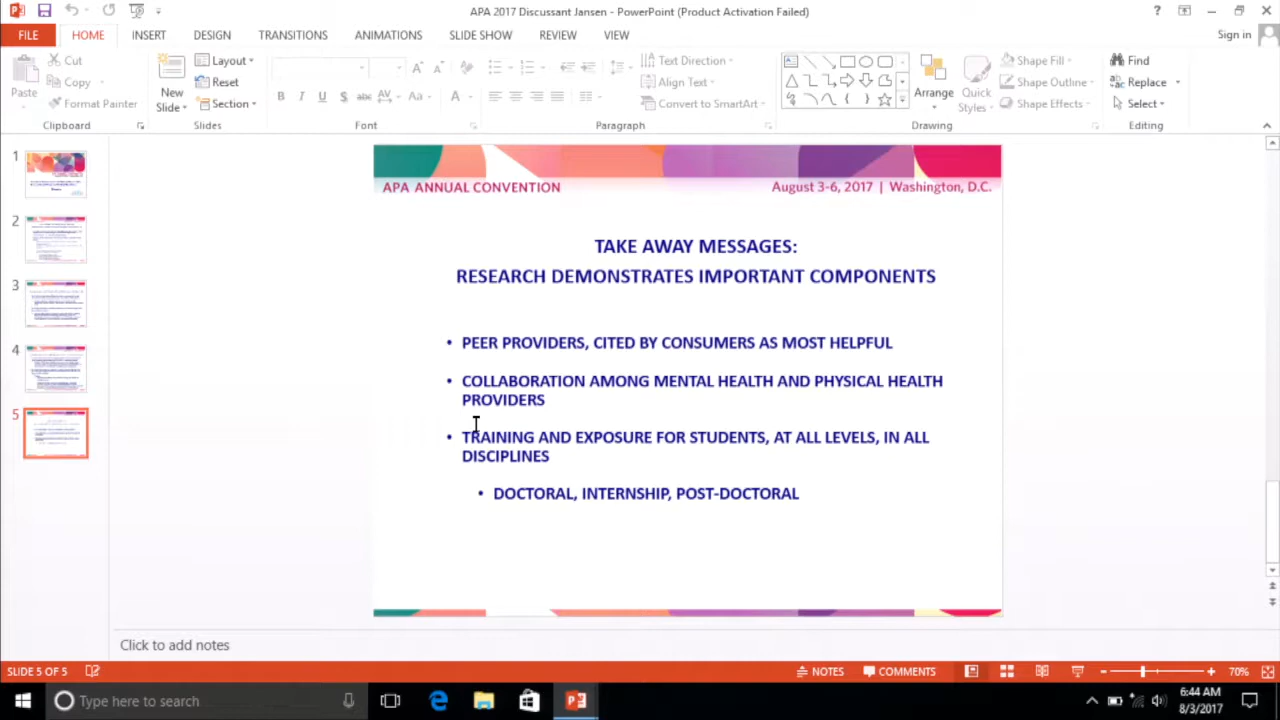 APA 2017 Discussant Jansen - PowerPoint (Product Activation Failed)
FILE HOME INSERT DESIGN TRANSITIONS ANIMATIONS SLIDE SHOW REVIEW VIEW Sign in
Paste Cut Copy Format Painter
New Slide Layout Reset Section
Text Direction Align Text Convert to SmartArt
Arrange Quick Styles Shape Fill Shape Outline Shape Effects
Find Replace Select
Clipboard Slides Font Paragraph Drawing Editing
1
2
3
4
5
APA ANNUAL CONVENTION August 3-6, 2017 | Washington, D.C.
TAKE AWAY MESSAGES:
RESEARCH DEMONSTRATES IMPORTANT COMPONENTS
• PEER PROVIDERS, CITED BY CONSUMERS AS MOST HELPFUL
• COLLABORATION AMONG MENTAL HEALTH AND PHYSICAL HEALTH
PROVIDERS
• TRAINING AND EXPOSURE FOR STUDENTS, AT ALL LEVELS, IN ALL
DISCIPLINES
• DOCTORAL, INTERNSHIP, POST-DOCTORAL
Click to add notes
SLIDE 5 OF 5 NOTES COMMENTS 70%
Type here to search
6:44 AM
8/3/2017